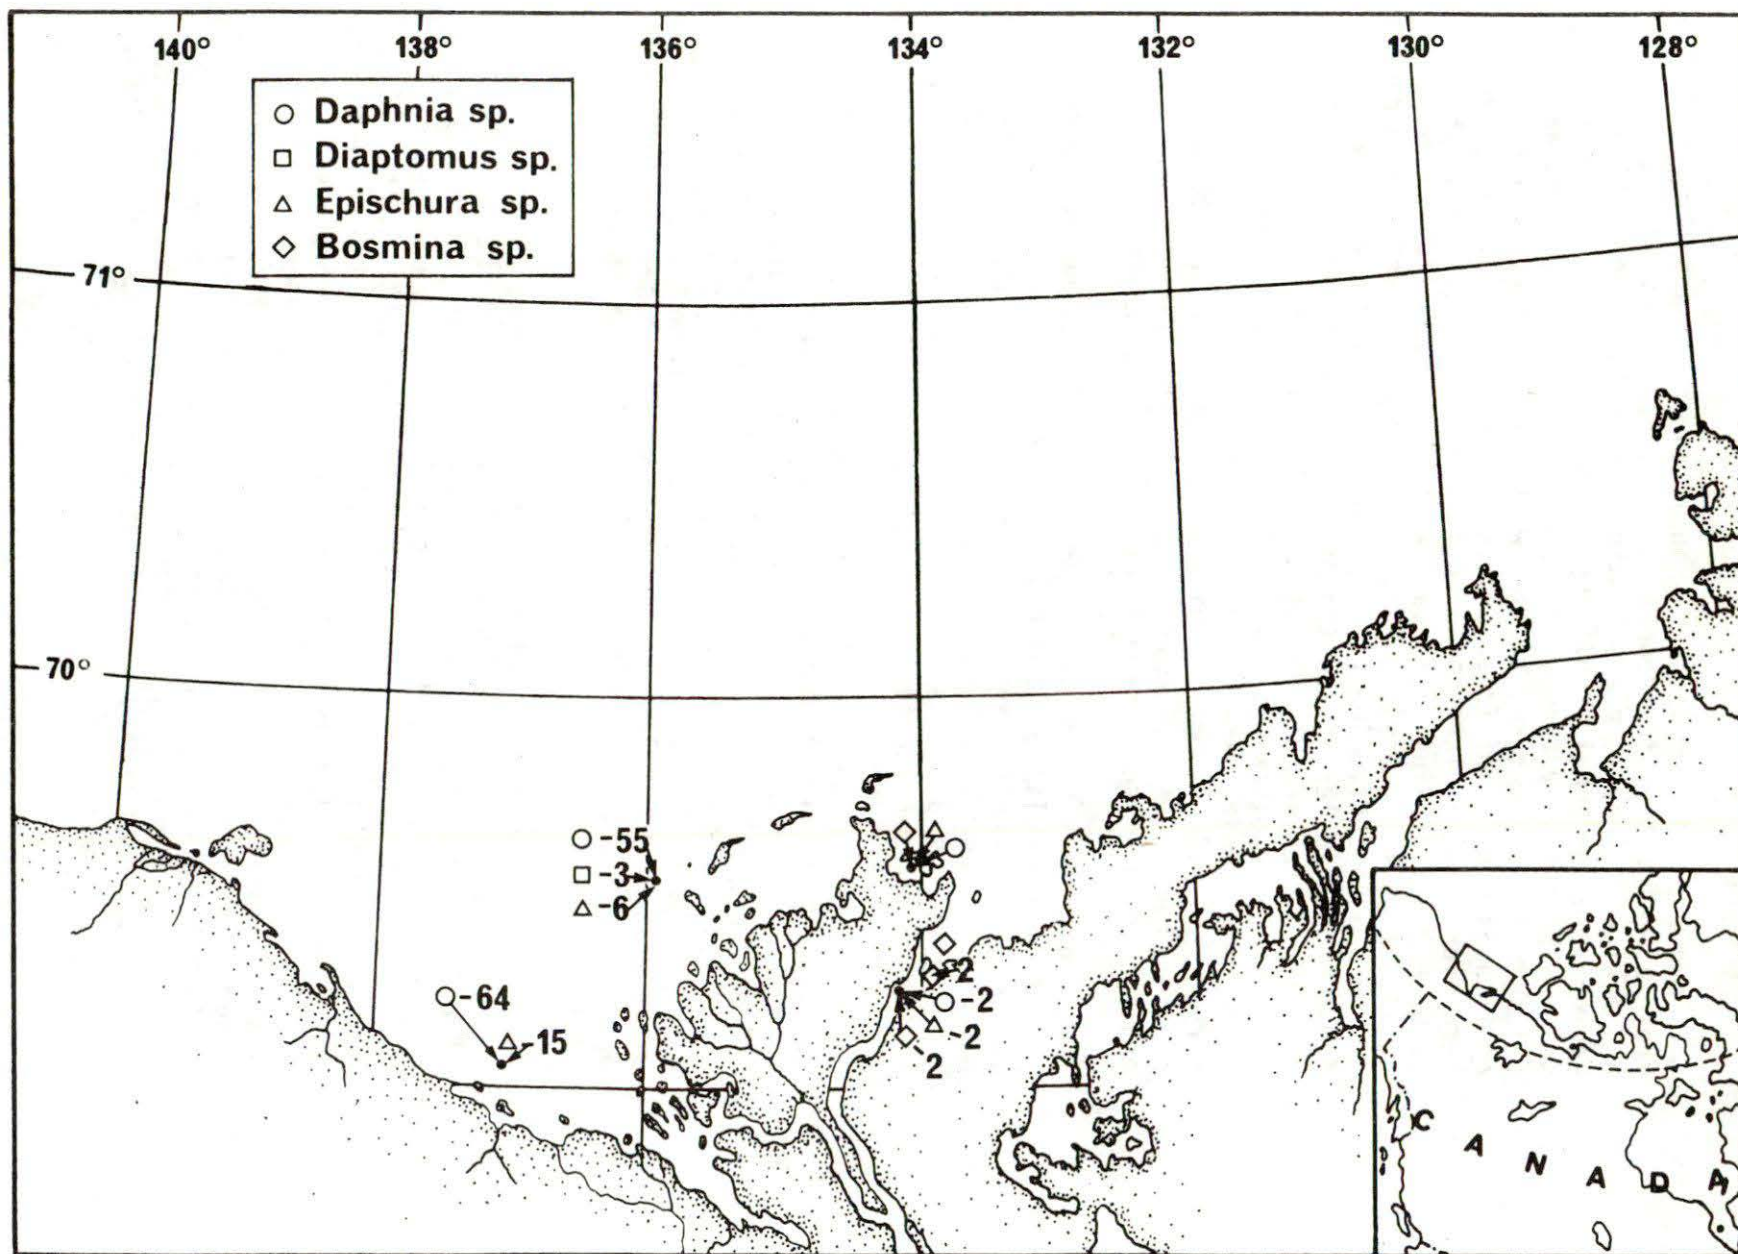 140° 138° 136° 134° 132° 130° 128°
Daphnia sp.
Diaptomus sp.
Epischura sp.
Bosmina sp.
71°
70°
-55
-3
-6
-64
-15
2
-2
-2
-2
CANADA